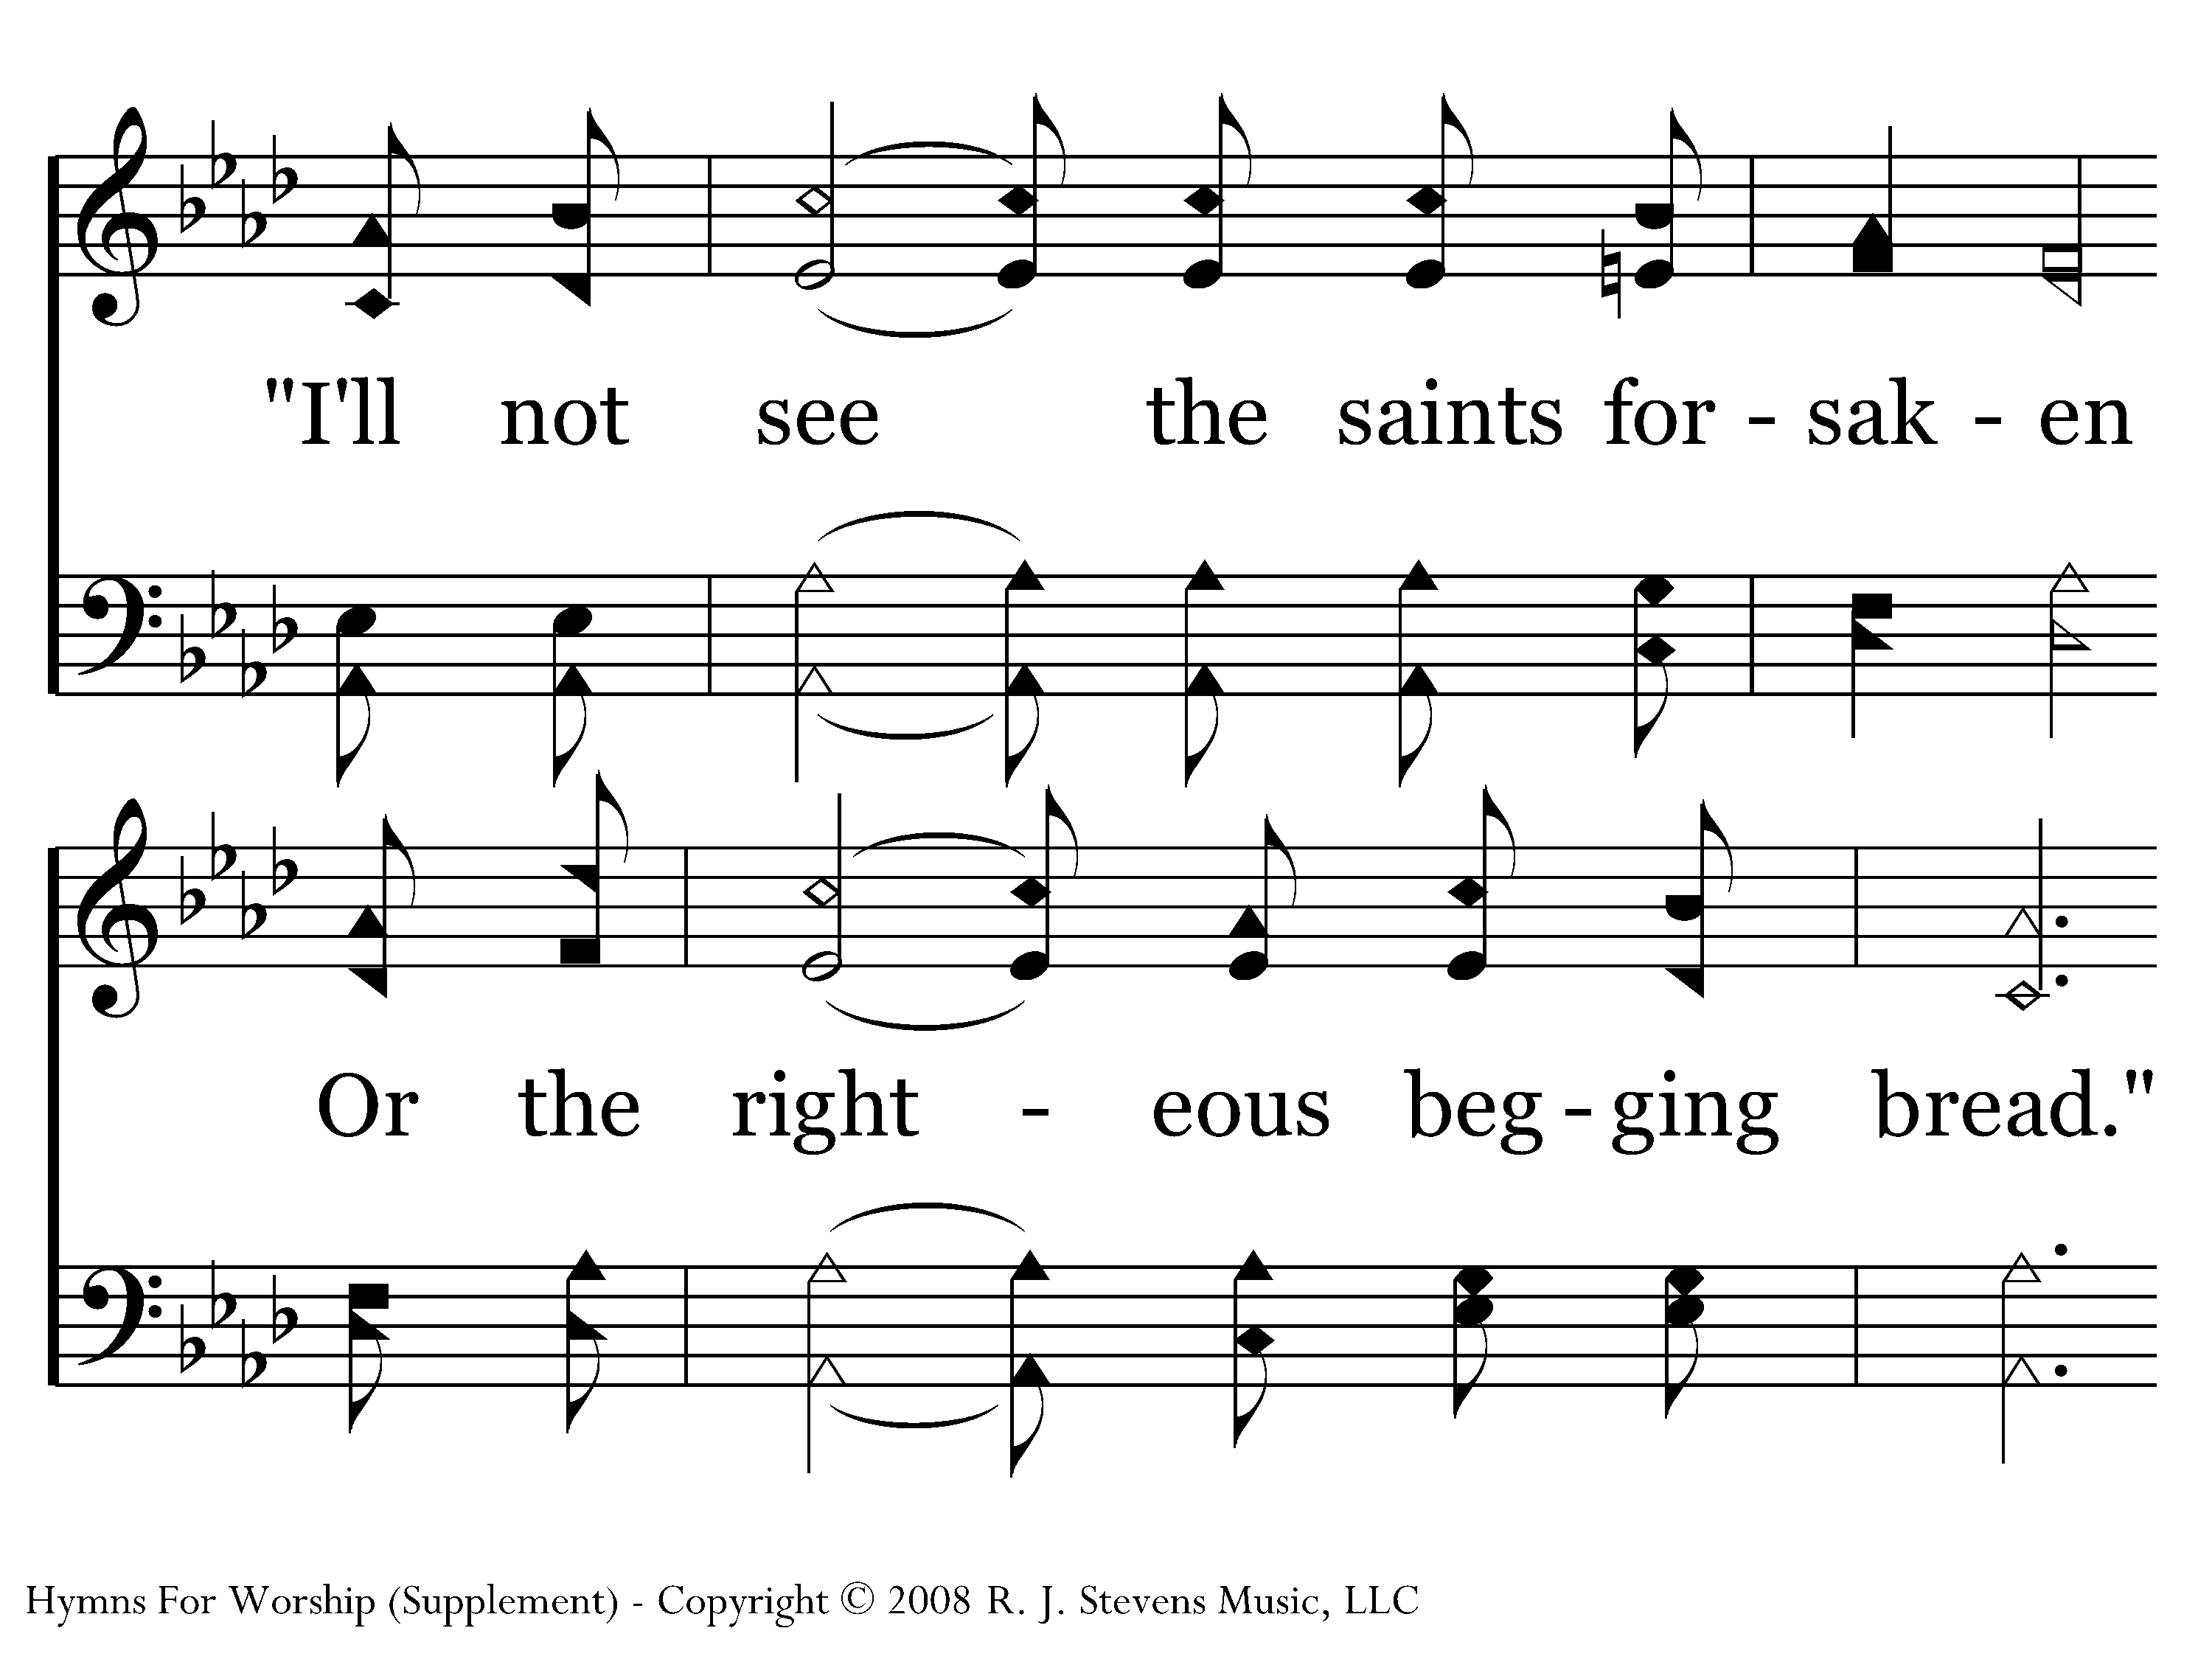 "I'll not see the saints for - sak - en
Or the right - eous beg - ging bread."
Hymns For Worship (Supplement) - Copyright © 2008 R. J. Stevens Music, LLC